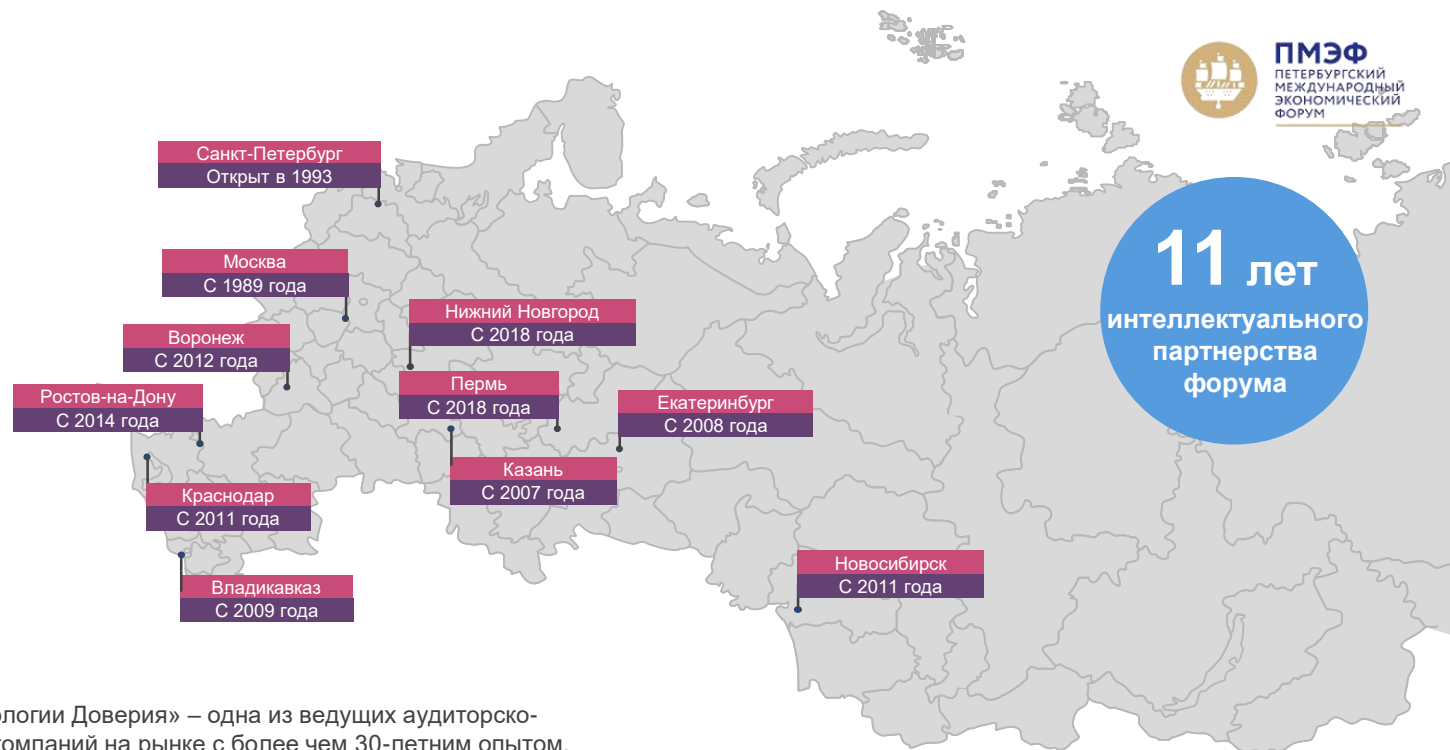 ПМЭФ
ПЕТЕРБУРГСКИЙ
МЕЖДУНАРОДНЫЙ
ЭКОНОМИЧЕСКИЙ
ФОРУМ
Санкт-Петербург
Открыт в 1993
11 лет
интеллектуального
партнерства
форума
Москва
С 1989 года
Нижний Новгород
С 2018 года
Воронеж
С 2012 года
Пермь
С 2018 года
Ростов-на-Дону
С 2014 года
Екатеринбург
С 2008 года
Казань
С 2007 года
Краснодар
С 2011 года
Новосибирск
С 2011 года
Владикавказ
С 2009 года
ологии Доверия» – одна из ведущих аудиторско-
компаний на рынке с более чем 30-летним опытом.